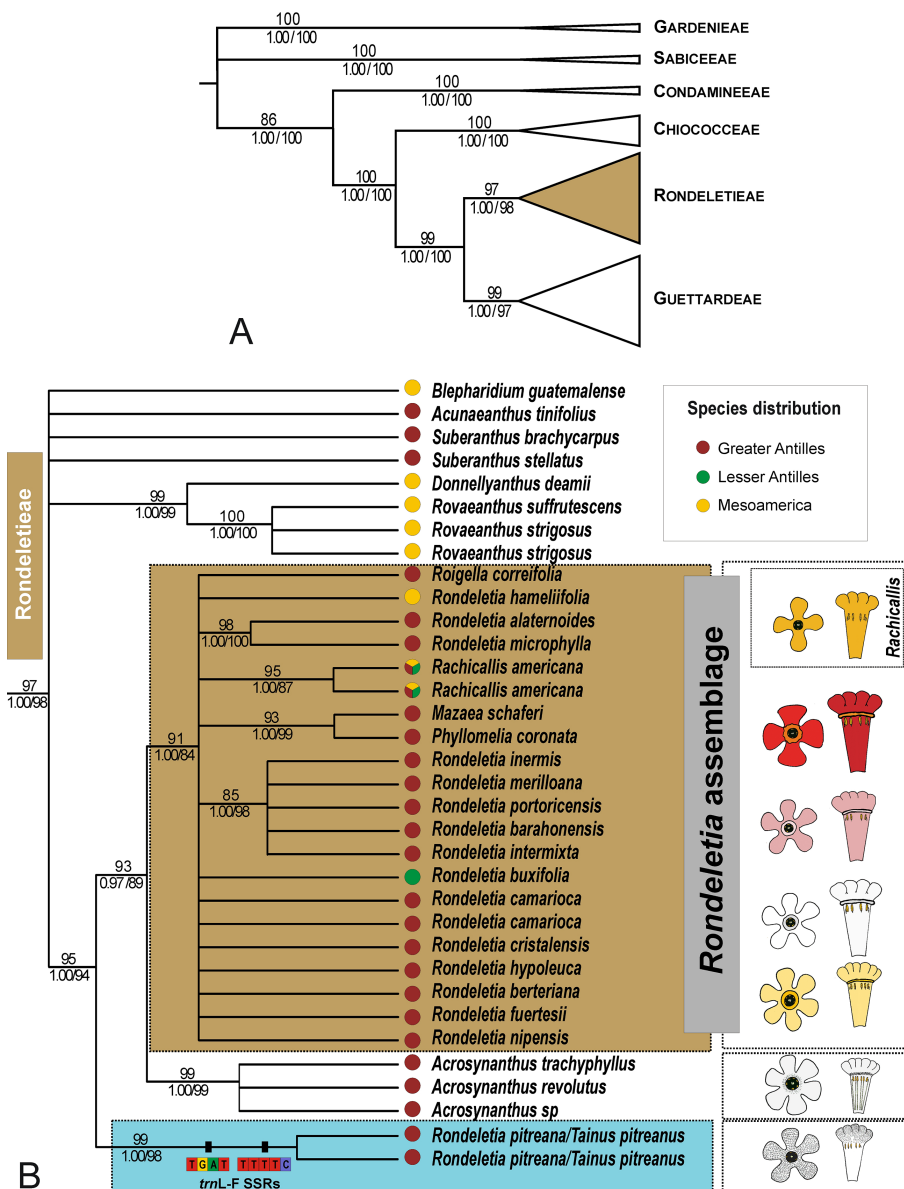 100
1.00/100
GARDENIEAE
100
1.00/100
SABICEEAE
100
1.00/100
CONDAMINEEAE
86
1.00/100
100
1.00/100
CHIOCOCCEAE
100
1.00/100
97
1.00/98
RONDELETIEAE
99
1.00/100
99
1.00/97
GUETTARDEAE
A
Rondeletieae
97
1.00/98
Blepharidium guatemalense
Acunaeanthus tinifolius
Suberanthus brachycarpus
Suberanthus stellatus
99
1.00/99
Donnellyanthus deamii
100
1.00/100
Rovaeanthus suffrutescens
Rovaeanthus strigosus
Rovaeanthus strigosus
Species distribution
Greater Antilles
Lesser Antilles
Mesoamerica
Roigella correifolia
Rondeletia hameliifolia
98
1.00/100
Rondeletia alaternoides
Rondeletia microphylla
95
1.00/87
Rachicallis americana
Rachicallis americana
93
1.00/99
Mazaea schaferi
Phyllomelia coronata
91
1.00/84
85
1.00/98
Rondeletia inermis
Rondeletia merilloana
Rondeletia portoricensis
Rondeletia barahonensis
Rondeletia intermixta
Rondeletia buxifolia
93
0.97/89
Rondeletia camarioca
Rondeletia camarioca
Rondeletia cristalensis
Rondeletia hypoleuca
Rondeletia berteriana
Rondeletia fuertesii
Rondeletia nipensis
Rondeletia assemblage
Rachicallis
95
1.00/94
99
1.00/99
Acrosynanthus trachyphyllus
Acrosynanthus revolutus
Acrosynanthus sp
99
1.00/98
Rondeletia pitreana/Tainus pitreanus
Rondeletia pitreana/Tainus pitreanus
TGAT TTTTC
trnL-F SSRs
B